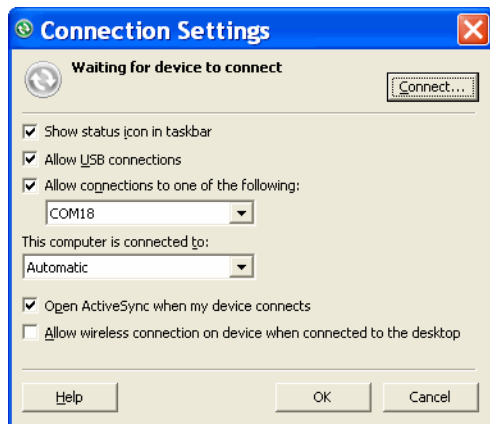 Connection Settings
Waiting for device to connect
Connect...
Show status icon in taskbar
Allow USB connections
Allow connections to one of the following:
COM18
This computer is connected to:
Automatic
Open ActiveSync when my device connects
Allow wireless connection on device when connected to the desktop
Help OK Cancel